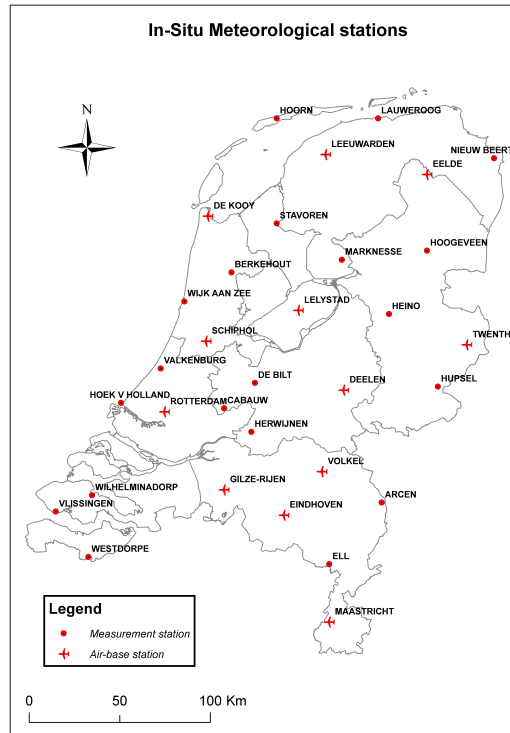 In-Situ Meteorological stations
N
HOORN
LAUWEROOG
LEEUWARDEN
NIEUW BEERT
EELDE
DE KOOY
STAVOREN
HOOGEVEEN
MARKNESSE
BERKEHOUT
WIJK AAN ZEE
LELYSTAD
HEINO
SCHIPHOL
TWENTH
VALKENBURG
DE BILT
DEELEN
HUPSEL
HOEK V HOLLAND
ROTTERDAM
CABAUW
HERWIJNEN
VOLKEL
GILZE-RIJEN
WILHELMINADORP
ARCEN
VLISSINGEN
EINDHOVEN
WESTDORPE
ELL
MAASTRICHT
Legend
Measurement station
Air-base station
0 50 100 Km